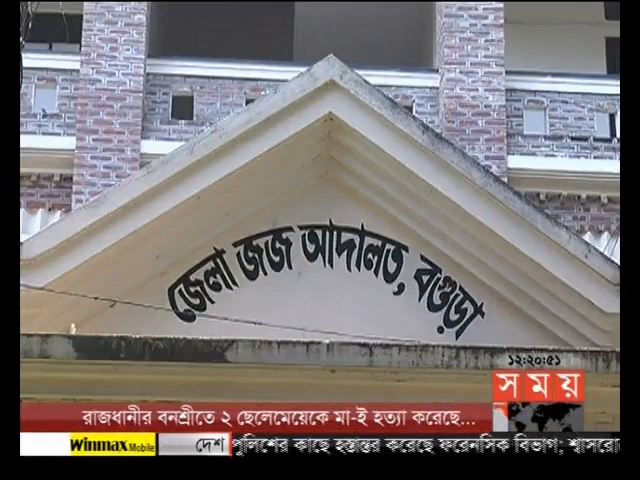 জেলা জজ আদালত, বগুড়া
১২:২০:৫১
সময়
রাজধানীর বনশ্রীতে ২ ছেলেমেয়েকে মা-ই হত্যা করেছে...
Winmax Mobile দেশ পুলিশের কাছে হস্তান্তর করেছে ফরেনসিক বিভাগ; শ্বাসরো